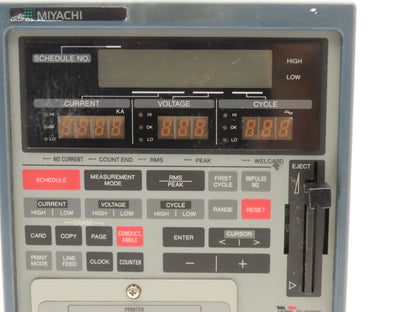 MIYACHI
SCHEDULE NO.
HIGH
LOW
CURRENT VOLTAGE CYCLE
KA
HI HI HI
OK OK OK
LO LO LO
NO CURRENT COUNT END RMS PEAK WELCARD
EJECT
SCHEDULE MEASUREMENT MODE RMS/PEAK FIRST CYCLE IMPULSE NO
CURRENT VOLTAGE CYCLE
HIGH LOW HIGH LOW HIGH LOW RANGE RESET
ERASE
CARD COPY PAGE CONDUCT. ANGLE ENTER CURSOR
< | >
PRINT MODE LINE FEED CLOCK COUNTER − +
PRINTER